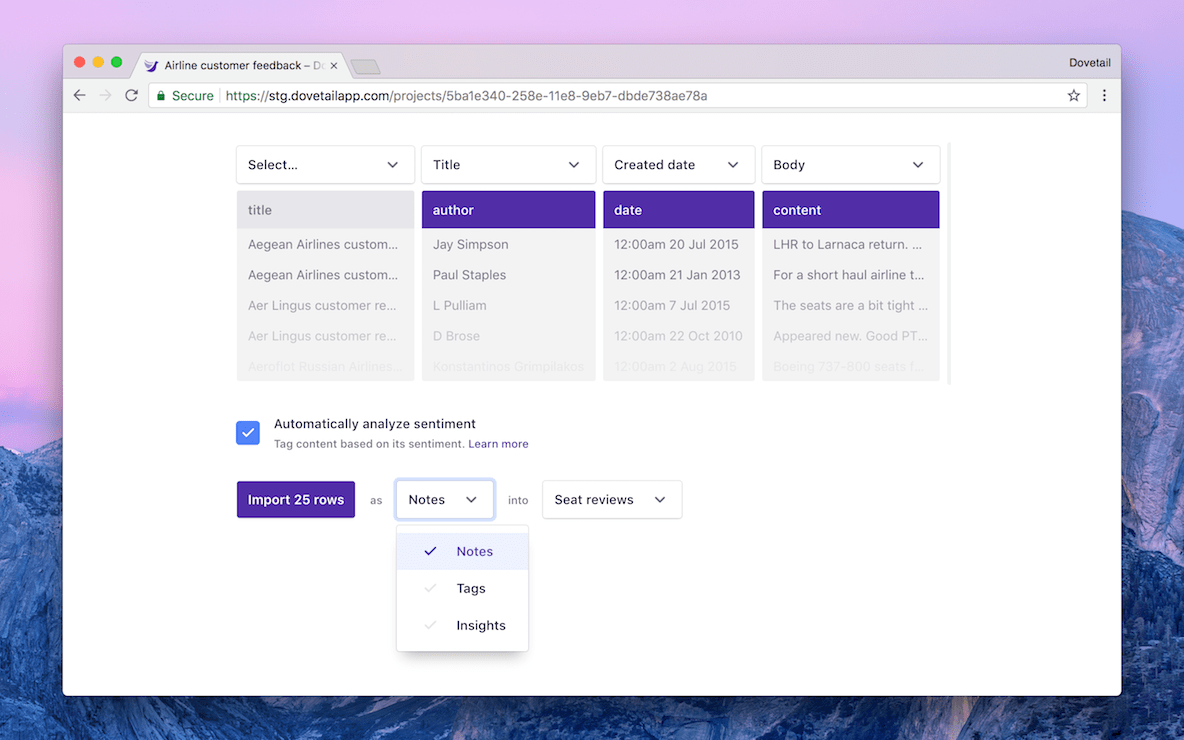 Airline customer feedback – Do
Dovetail
Secure https://stg.dovetailapp.com/projects/5ba1e340-258e-11e8-9eb7-dbde738ae78a
Select... Title Created date Body
title author date content
Aegean Airlines custom... Jay Simpson 12:00am 20 Jul 2015 LHR to Larnaca return. ...
Aegean Airlines custom... Paul Staples 12:00am 21 Jan 2013 For a short haul airline t...
Aer Lingus customer re... L Pulliam 12:00am 7 Jul 2015 The seats are a bit tight ...
Aer Lingus customer re... D Brose 12:00am 22 Oct 2010 Appeared new. Good PT...
Aeroflot Russian Airlines... Konstantinos Grimpilakos 12:00am 2 Aug 2015 Boeing 737-800 seats f...
Automatically analyze sentiment
Tag content based on its sentiment. Learn more
Import 25 rows as Notes into Seat reviews
Notes
Tags
Insights